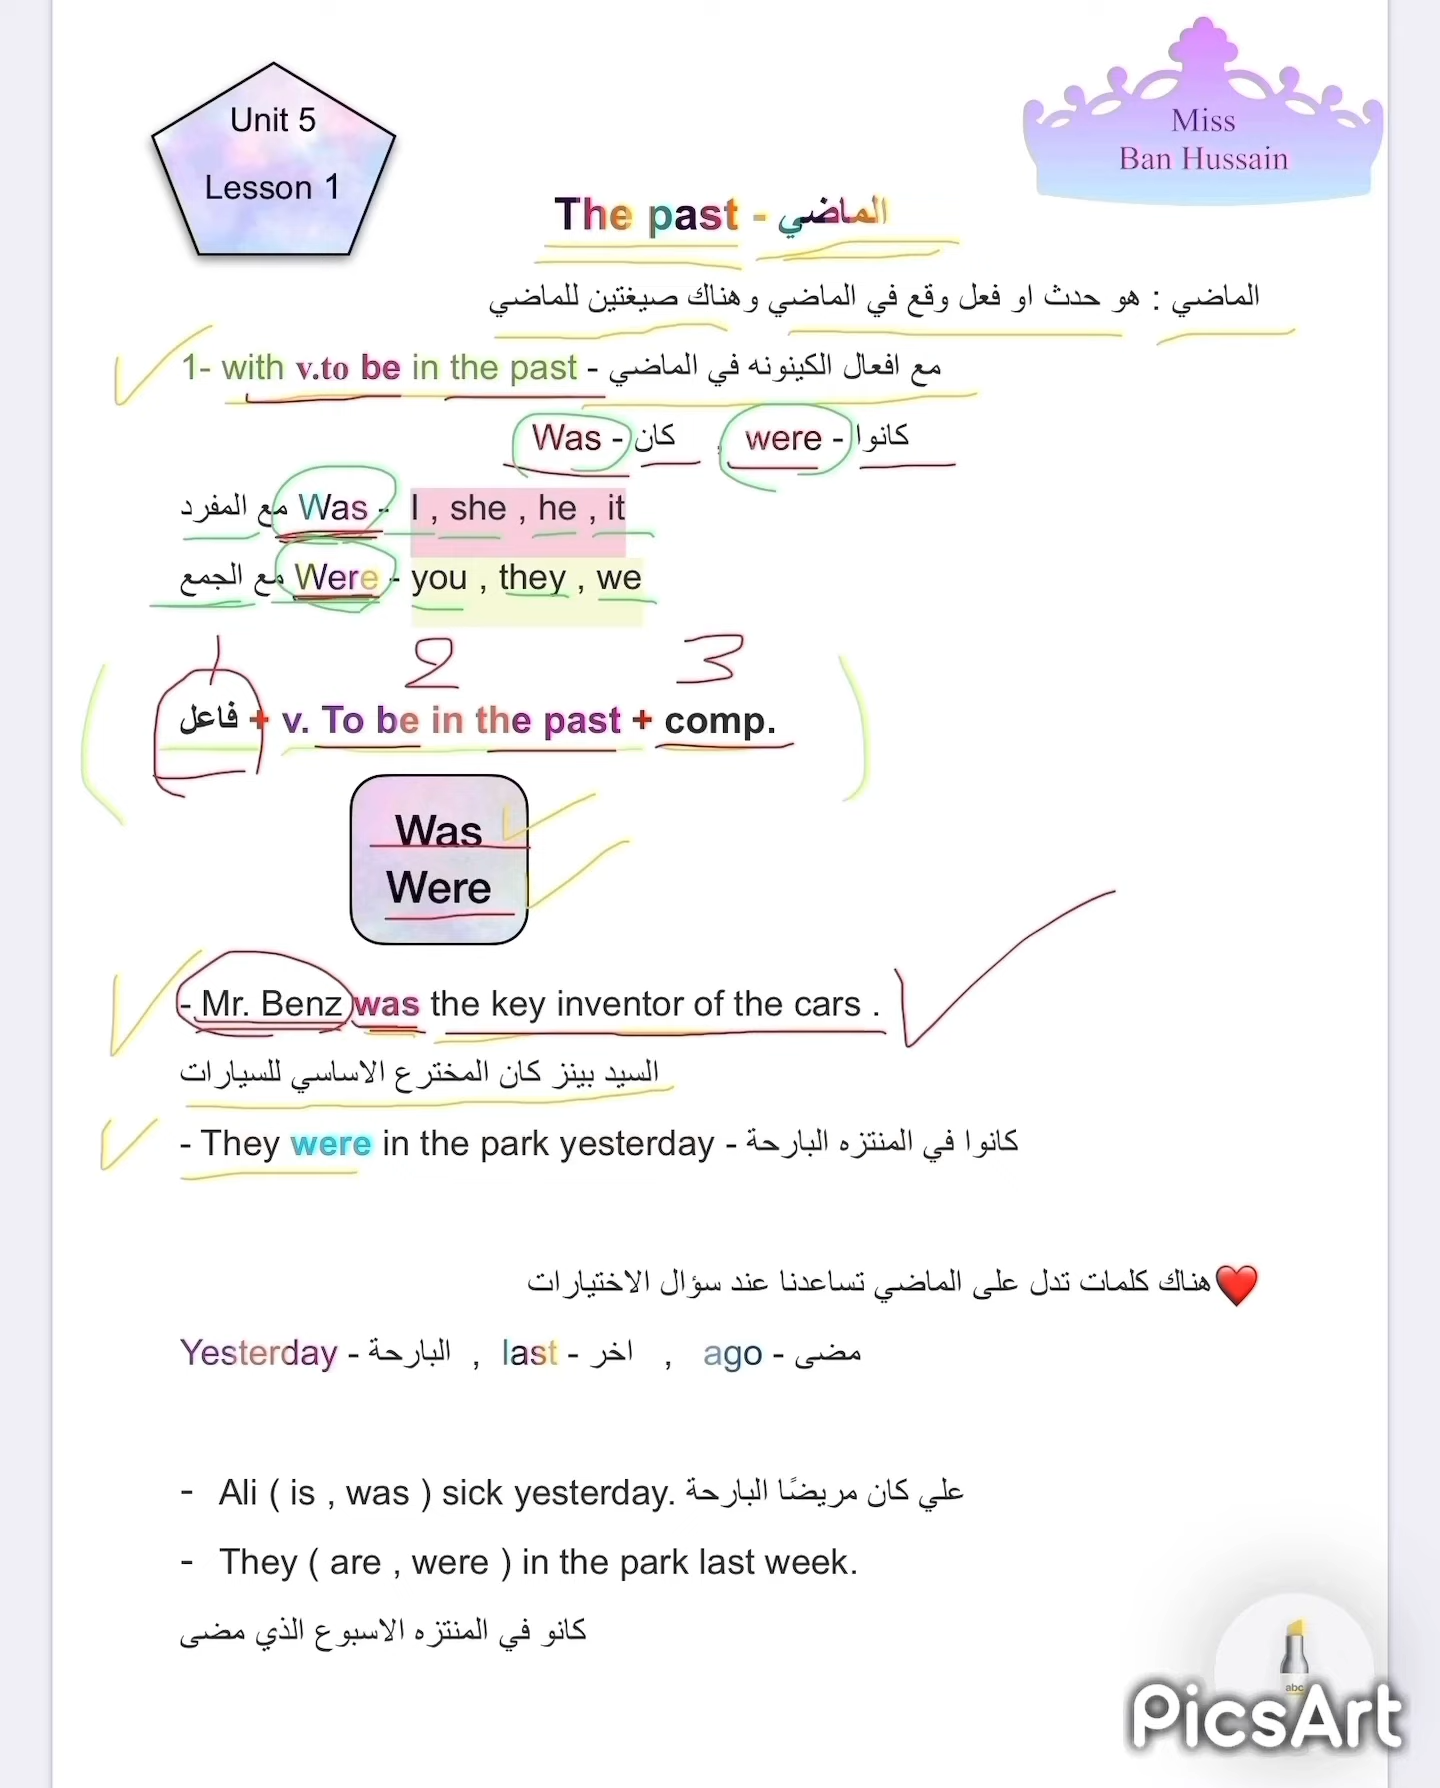 Unit 5
Lesson 1
Miss
Ban Hussain
The past - الماضي
الماضي : هو حدث او فعل وقع في الماضي وهناك صيغتين للماضي
1- with v.to be in the past - مع افعال الكينونه في الماضي
Was - كان , were - كانوا
مع المفرد Was - I , she , he , it
مع الجمع Were - you , they , we
1 2 3
فاعل + v. To be in the past + comp.
Was
Were
- Mr. Benz was the key inventor of the cars .
السيد بينز كان المخترع الاساسي للسيارات
- They were in the park yesterday - كانوا في المنتزه البارحة
❤️هناك كلمات تدل على الماضي تساعدنا عند سؤال الاختيارات
Yesterday - البارحة , last - اخر , ago - مضى
- Ali ( is , was ) sick yesterday. علي كان مريضًا البارحة
- They ( are , were ) in the park last week.
كانو في المنتزه الاسبوع الذي مضى
abc
PicsArt